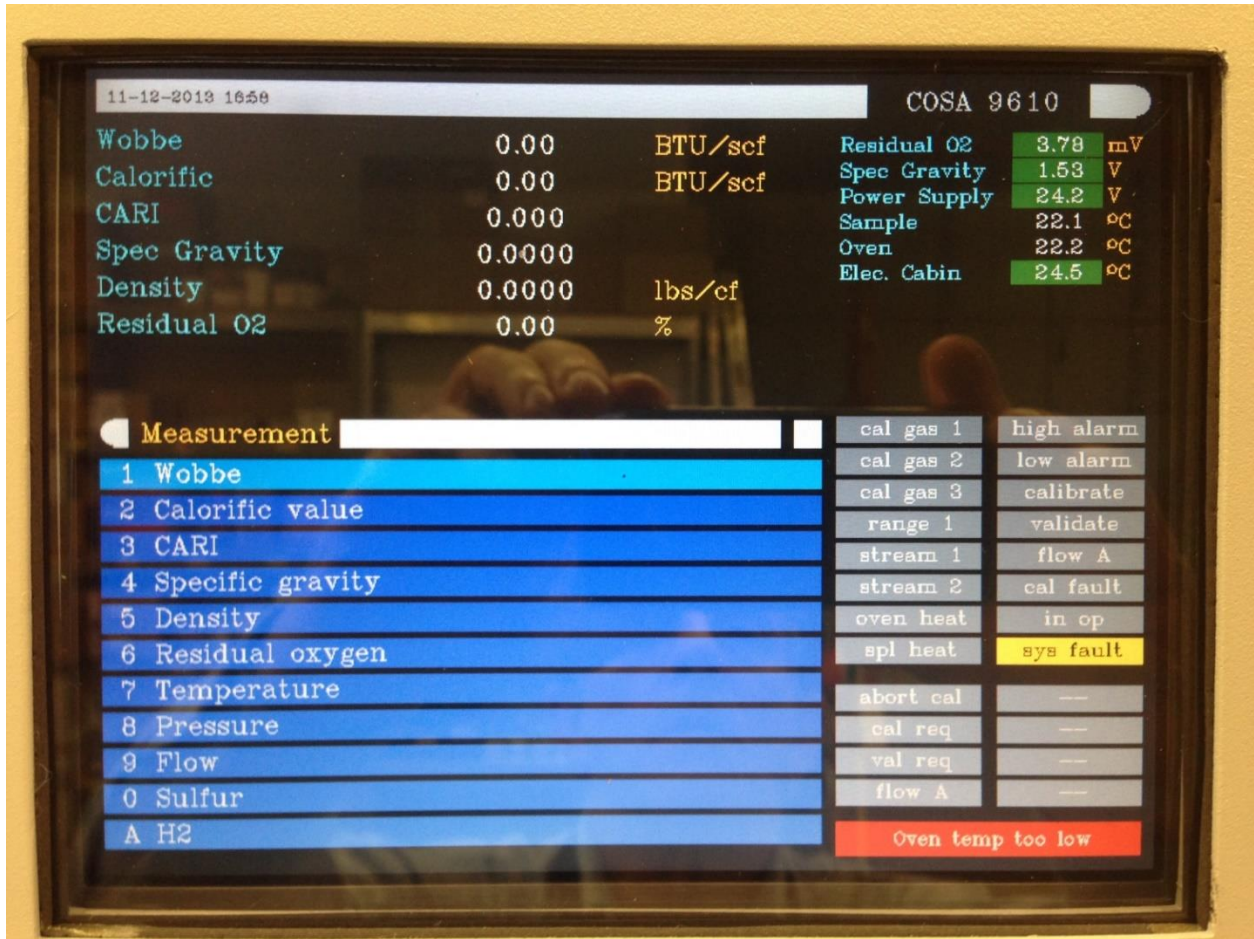 11-12-2013 16:58
COSA 9610
Wobbe 0.00 BTU/scf
Calorific 0.00 BTU/scf
CARI 0.000
Spec Gravity 0.0000
Density 0.0000 lbs/cf
Residual O2 0.00 %
Residual O2 3.78 mV
Spec Gravity 1.53 V
Power Supply 24.2 V
Sample 22.1 ºC
Oven 22.2 ºC
Elec. Cabin 24.5 ºC
Measurement
1 Wobbe
2 Calorific value
3 CARI
4 Specific gravity
5 Density
6 Residual oxygen
7 Temperature
8 Pressure
9 Flow
0 Sulfur
A H2
cal gas 1 high alarm
cal gas 2 low alarm
cal gas 3 calibrate
range 1 validate
stream 1 flow A
stream 2 cal fault
oven heat in op
spl heat sys fault
abort cal --
cal req --
val req --
flow A --
Oven temp too low